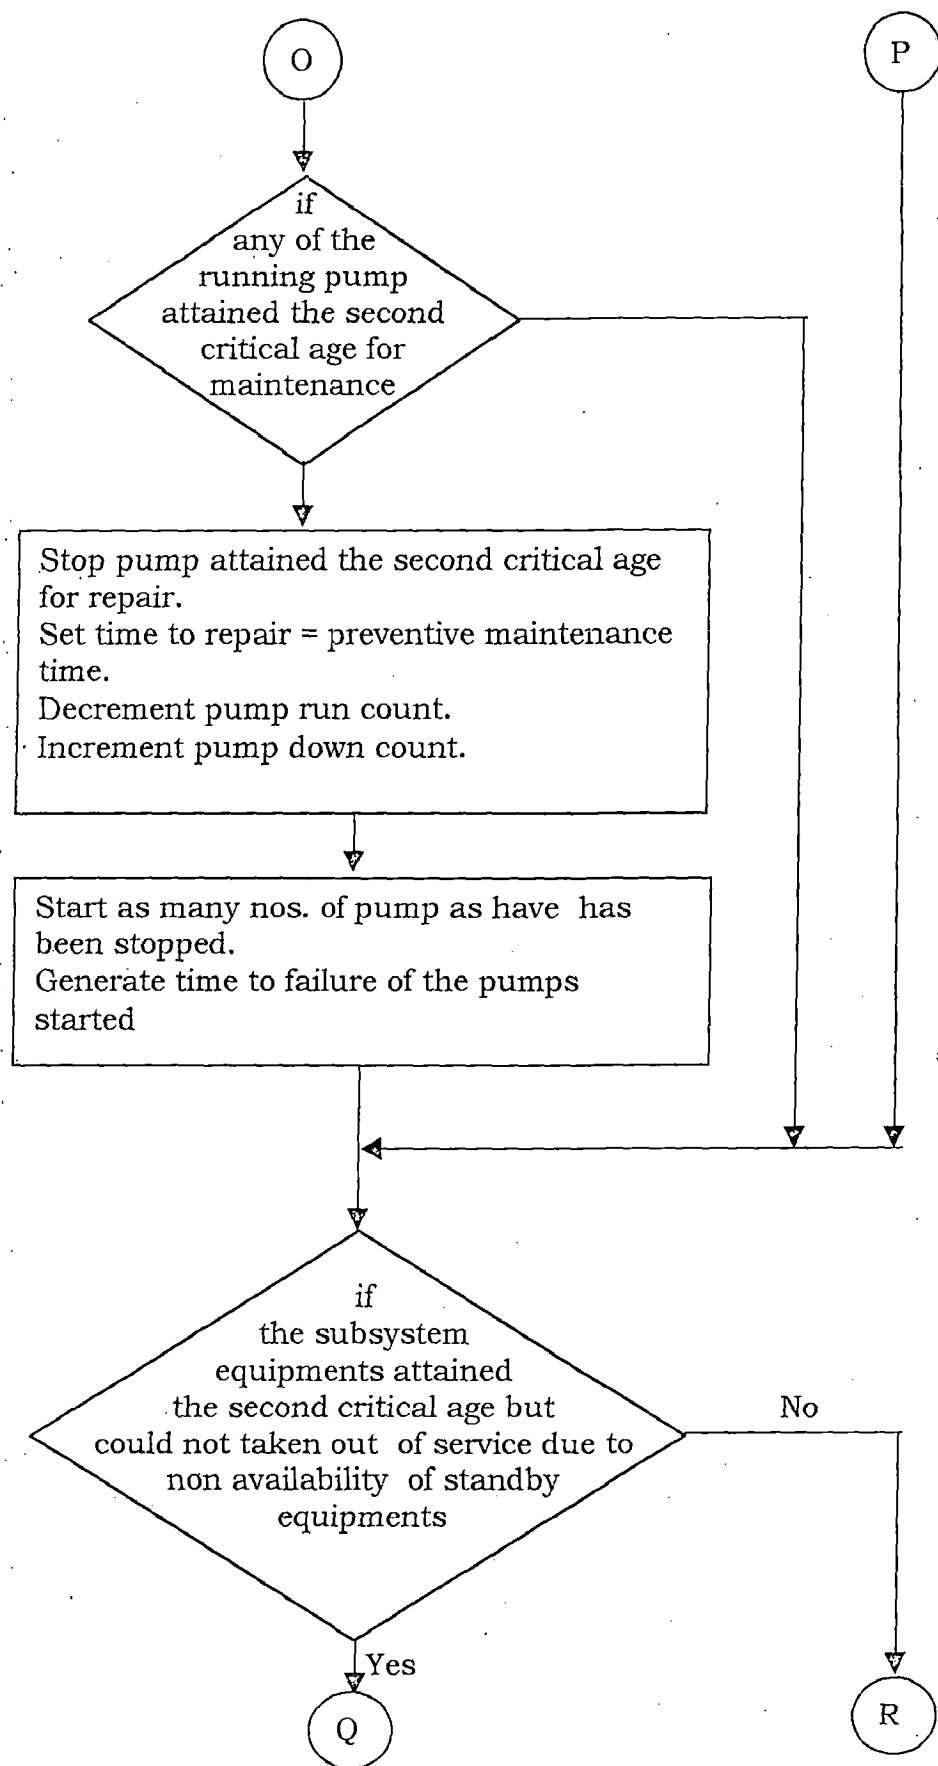 O
P
if
any of the
running pump
attained the second
critical age for
maintenance
Stop pump attained the second critical age
for repair.
Set time to repair = preventive maintenance
time.
Decrement pump run count.
Increment pump down count.
Start as many nos. of pump as have has
been stopped.
Generate time to failure of the pumps
started
if
the subsystem
equipments attained
the second critical age but
could not taken out of service due to
non availability of standby
equipments
No
Yes
Q
R